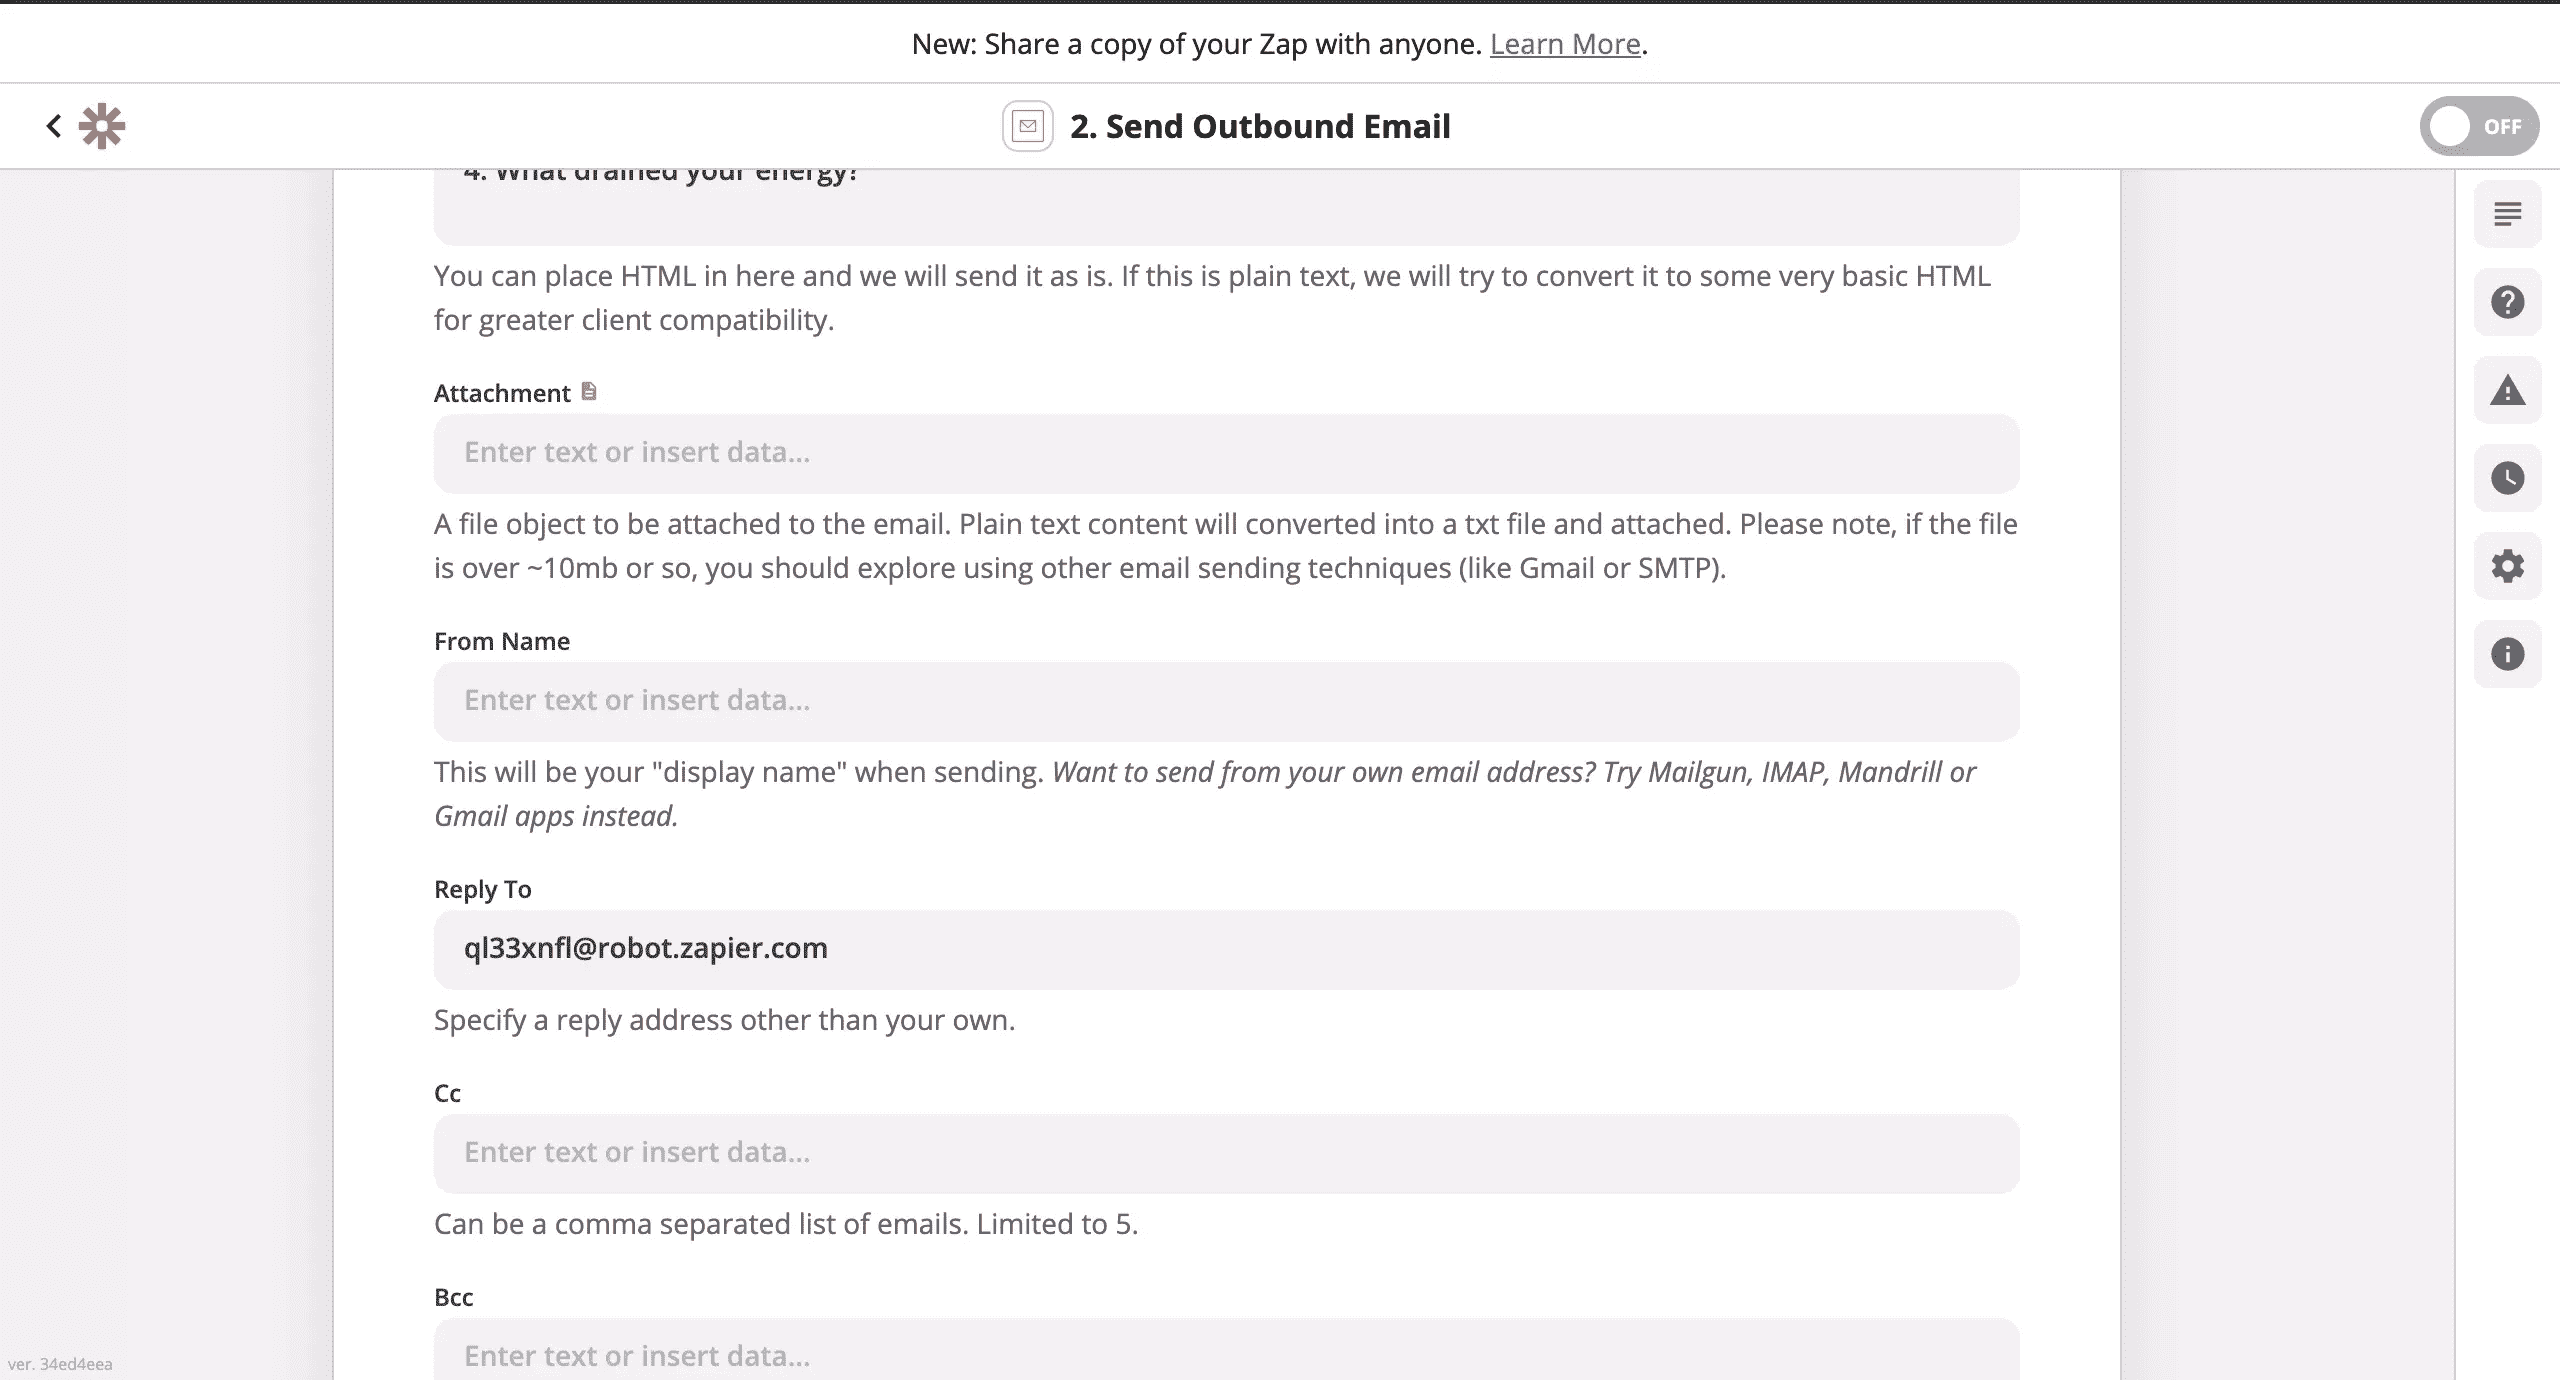 New: Share a copy of your Zap with anyone. Learn More.
2. Send Outbound Email
OFF
4. What drained your energy?
You can place HTML in here and we will send it as is. If this is plain text, we will try to convert it to some very basic HTML
for greater client compatibility.
Attachment
Enter text or insert data...
A file object to be attached to the email. Plain text content will converted into a txt file and attached. Please note, if the file
is over ~10mb or so, you should explore using other email sending techniques (like Gmail or SMTP).
From Name
Enter text or insert data...
This will be your "display name" when sending. Want to send from your own email address? Try Mailgun, IMAP, Mandrill or
Gmail apps instead.
Reply To
ql33xnfl@robot.zapier.com
Specify a reply address other than your own.
Cc
Enter text or insert data...
Can be a comma separated list of emails. Limited to 5.
Bcc
Enter text or insert data...
ver. 34ed4eea